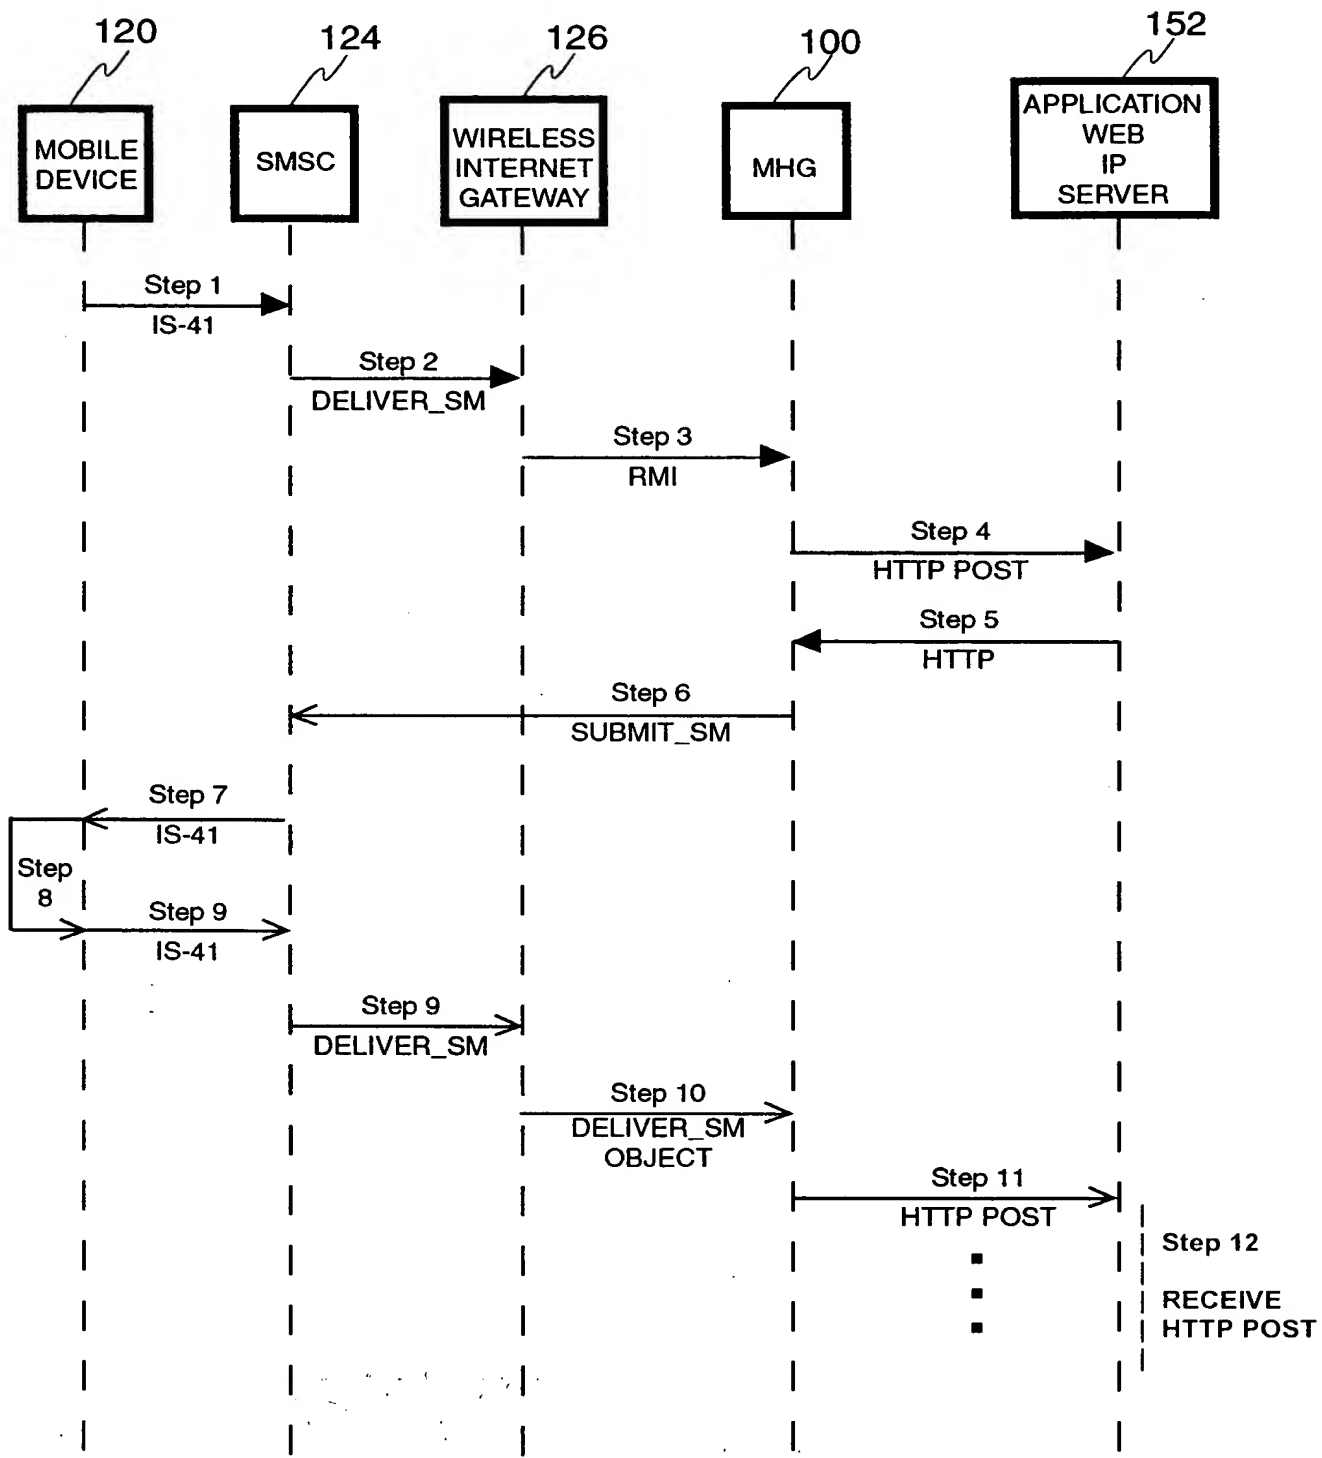 120
124
126
100
152
MOBILE
DEVICE
SMSC
WIRELESS
INTERNET
GATEWAY
MHG
APPLICATION
WEB
IP
SERVER
Step 1
IS-41
Step 2
DELIVER_SM
Step 3
RMI
Step 4
HTTP POST
Step 5
HTTP
Step 6
SUBMIT_SM
Step 7
IS-41
Step
8
Step 9
IS-41
Step 9
DELIVER_SM
Step 10
DELIVER_SM
OBJECT
Step 11
HTTP POST
Step 12
RECEIVE
HTTP POST